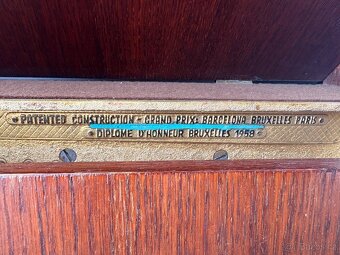 PATENTED CONSTRUCTION - GRAND PRIX: BARCELONA BRUXELLES PARIS
DIPLOME D'HONNEUR BRUXELLES 1958